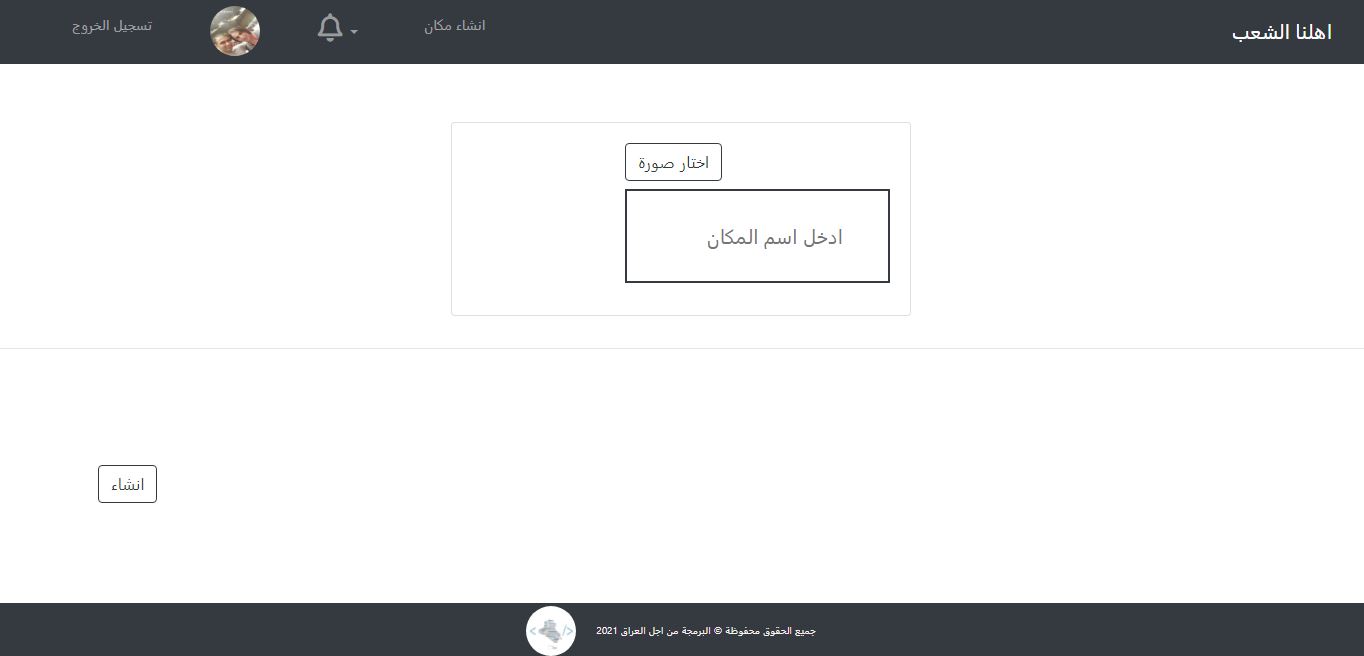 اهلنا الشعب
انشاء مكان
تسجيل الخروج
اختار صورة
ادخل اسم المكان
انشاء
جميع الحقوق محفوظة © البرمجة من اجل العراق 2021